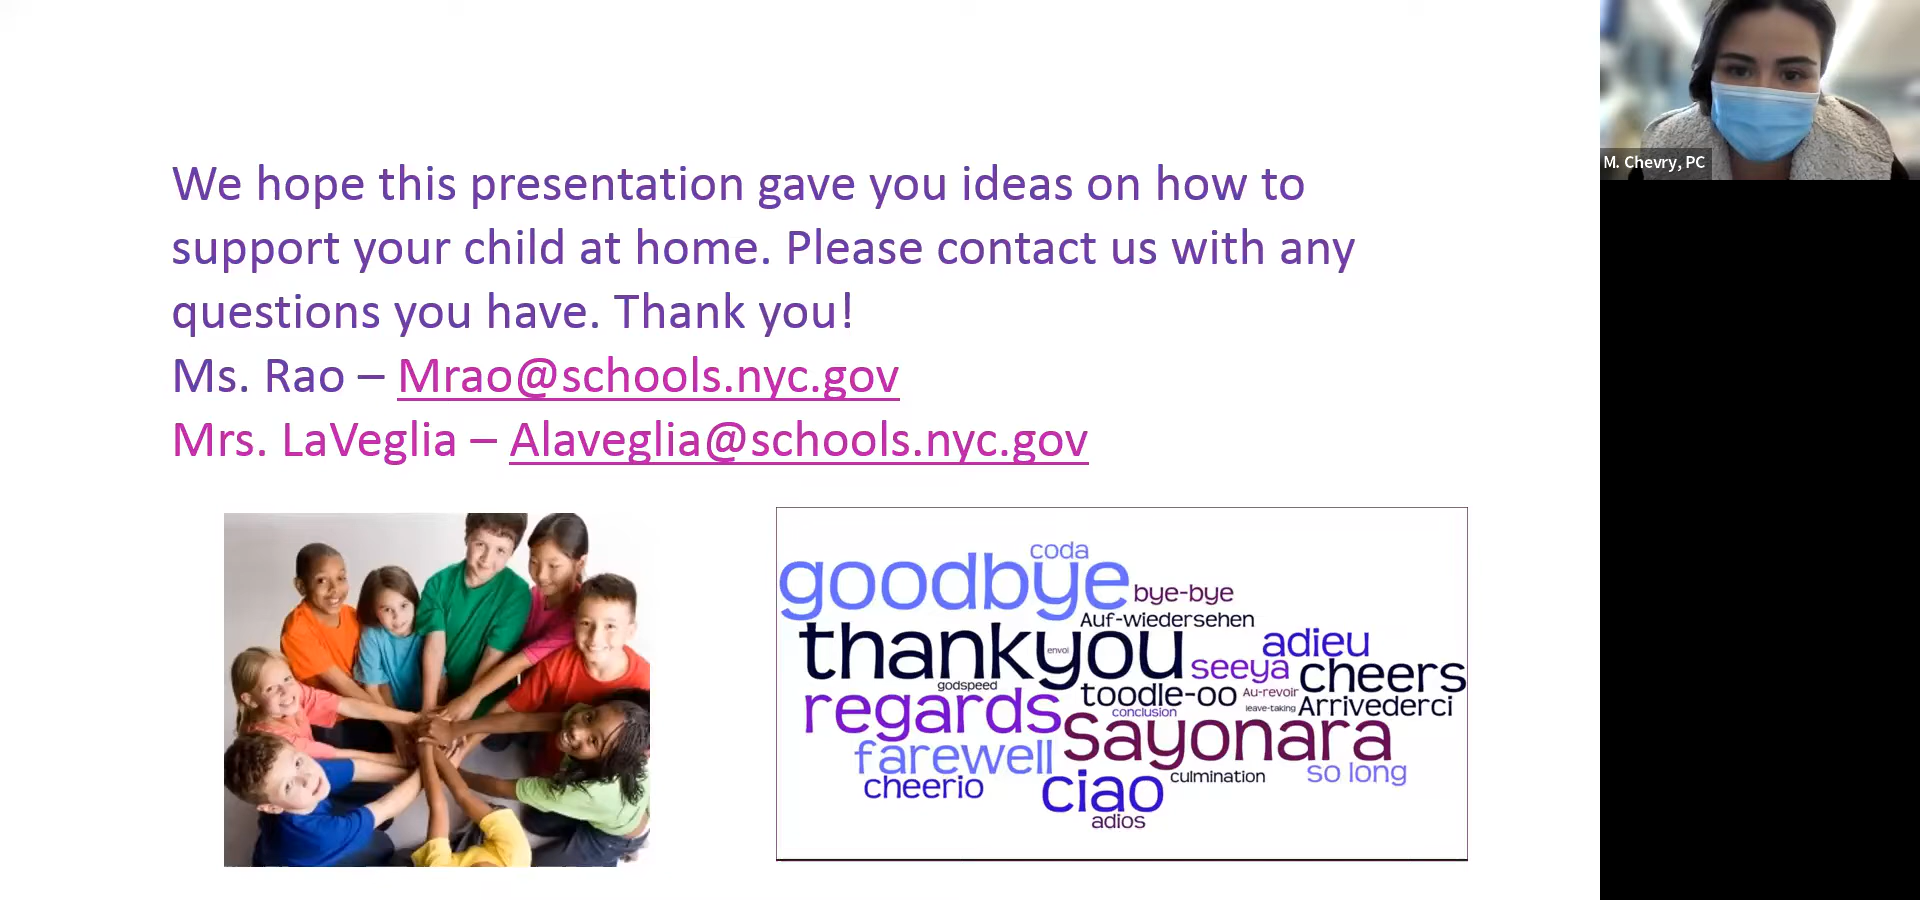 M. Chevry, PC
We hope this presentation gave you ideas on how to
support your child at home. Please contact us with any
questions you have. Thank you!
Ms. Rao – Mrao@schools.nyc.gov
Mrs. LaVeglia – Alaveglia@schools.nyc.gov
coda
goodbye
bye-bye
Auf-wiedersehen
thankyou
envoi
adieu
seeya
cheers
godspeed
toodle-oo
Au-revoir
regards
conclusion
leave-taking
Arrivederci
sayonara
farewell
culmination
so long
cheerio
ciao
adios